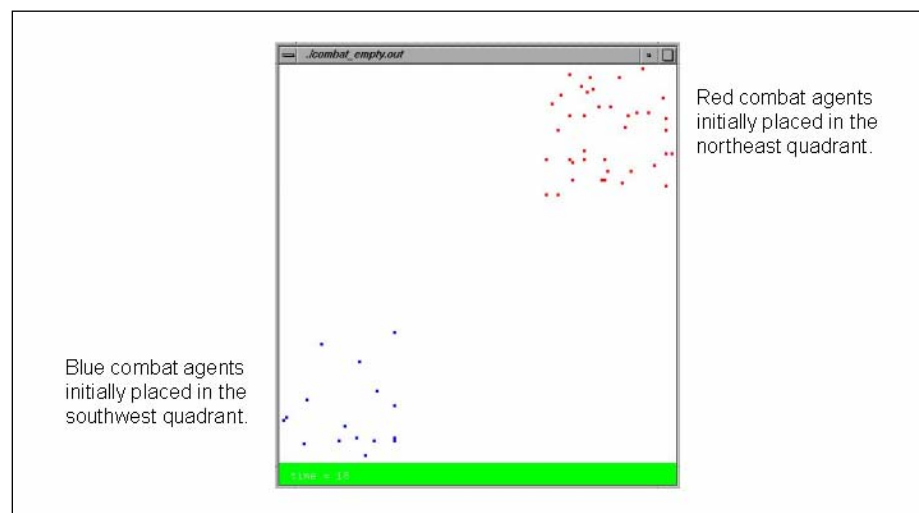 ./combat_empty.out
Red combat agents
initially placed in the
northeast quadrant.
Blue combat agents
initially placed in the
southwest quadrant.
time = 18